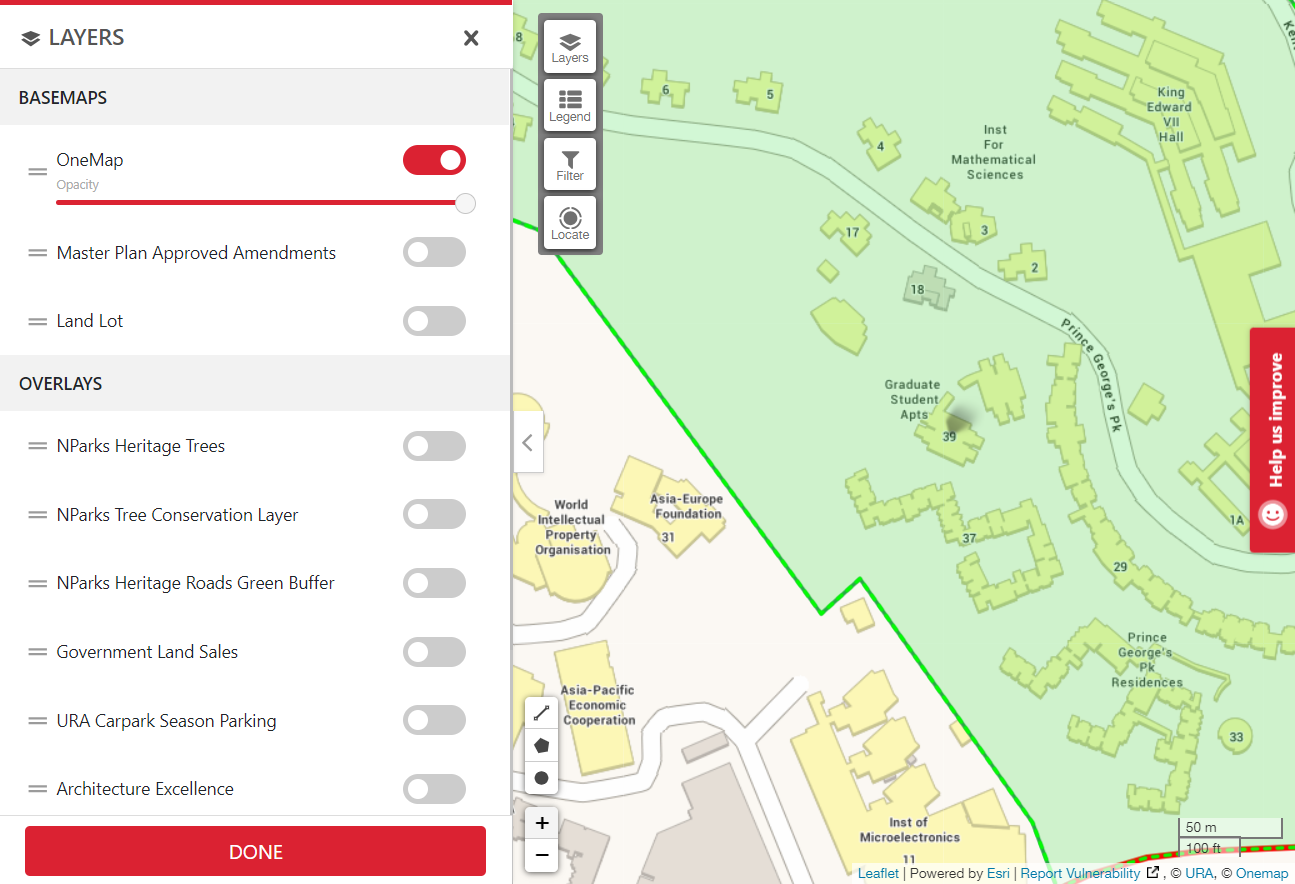 LAYERS
BASEMAPS
OneMap
Opacity
Master Plan Approved Amendments
Land Lot
OVERLAYS
NParks Heritage Trees
NParks Tree Conservation Layer
NParks Heritage Roads Green Buffer
Government Land Sales
URA Carpark Season Parking
Architecture Excellence
DONE
Layers
Legend
Filter
Locate
8
6
5
4
Inst
For
Mathematical
Sciences
King
Edward
VII
Hall
17
3
2
18
Prince George's Pk
Graduate
Student
Apts
39
Help us improve
World
Intellectual
Property
Organisation
Asia-Europe
Foundation
31
37
29
1A
Prince
George's
Pk
Residences
33
Asia-Pacific
Economic
Cooperation
Inst of
Microelectronics
11
+
−
50 m
100 ft
Leaflet | Powered by Esri | Report Vulnerability , © URA, © Onemap